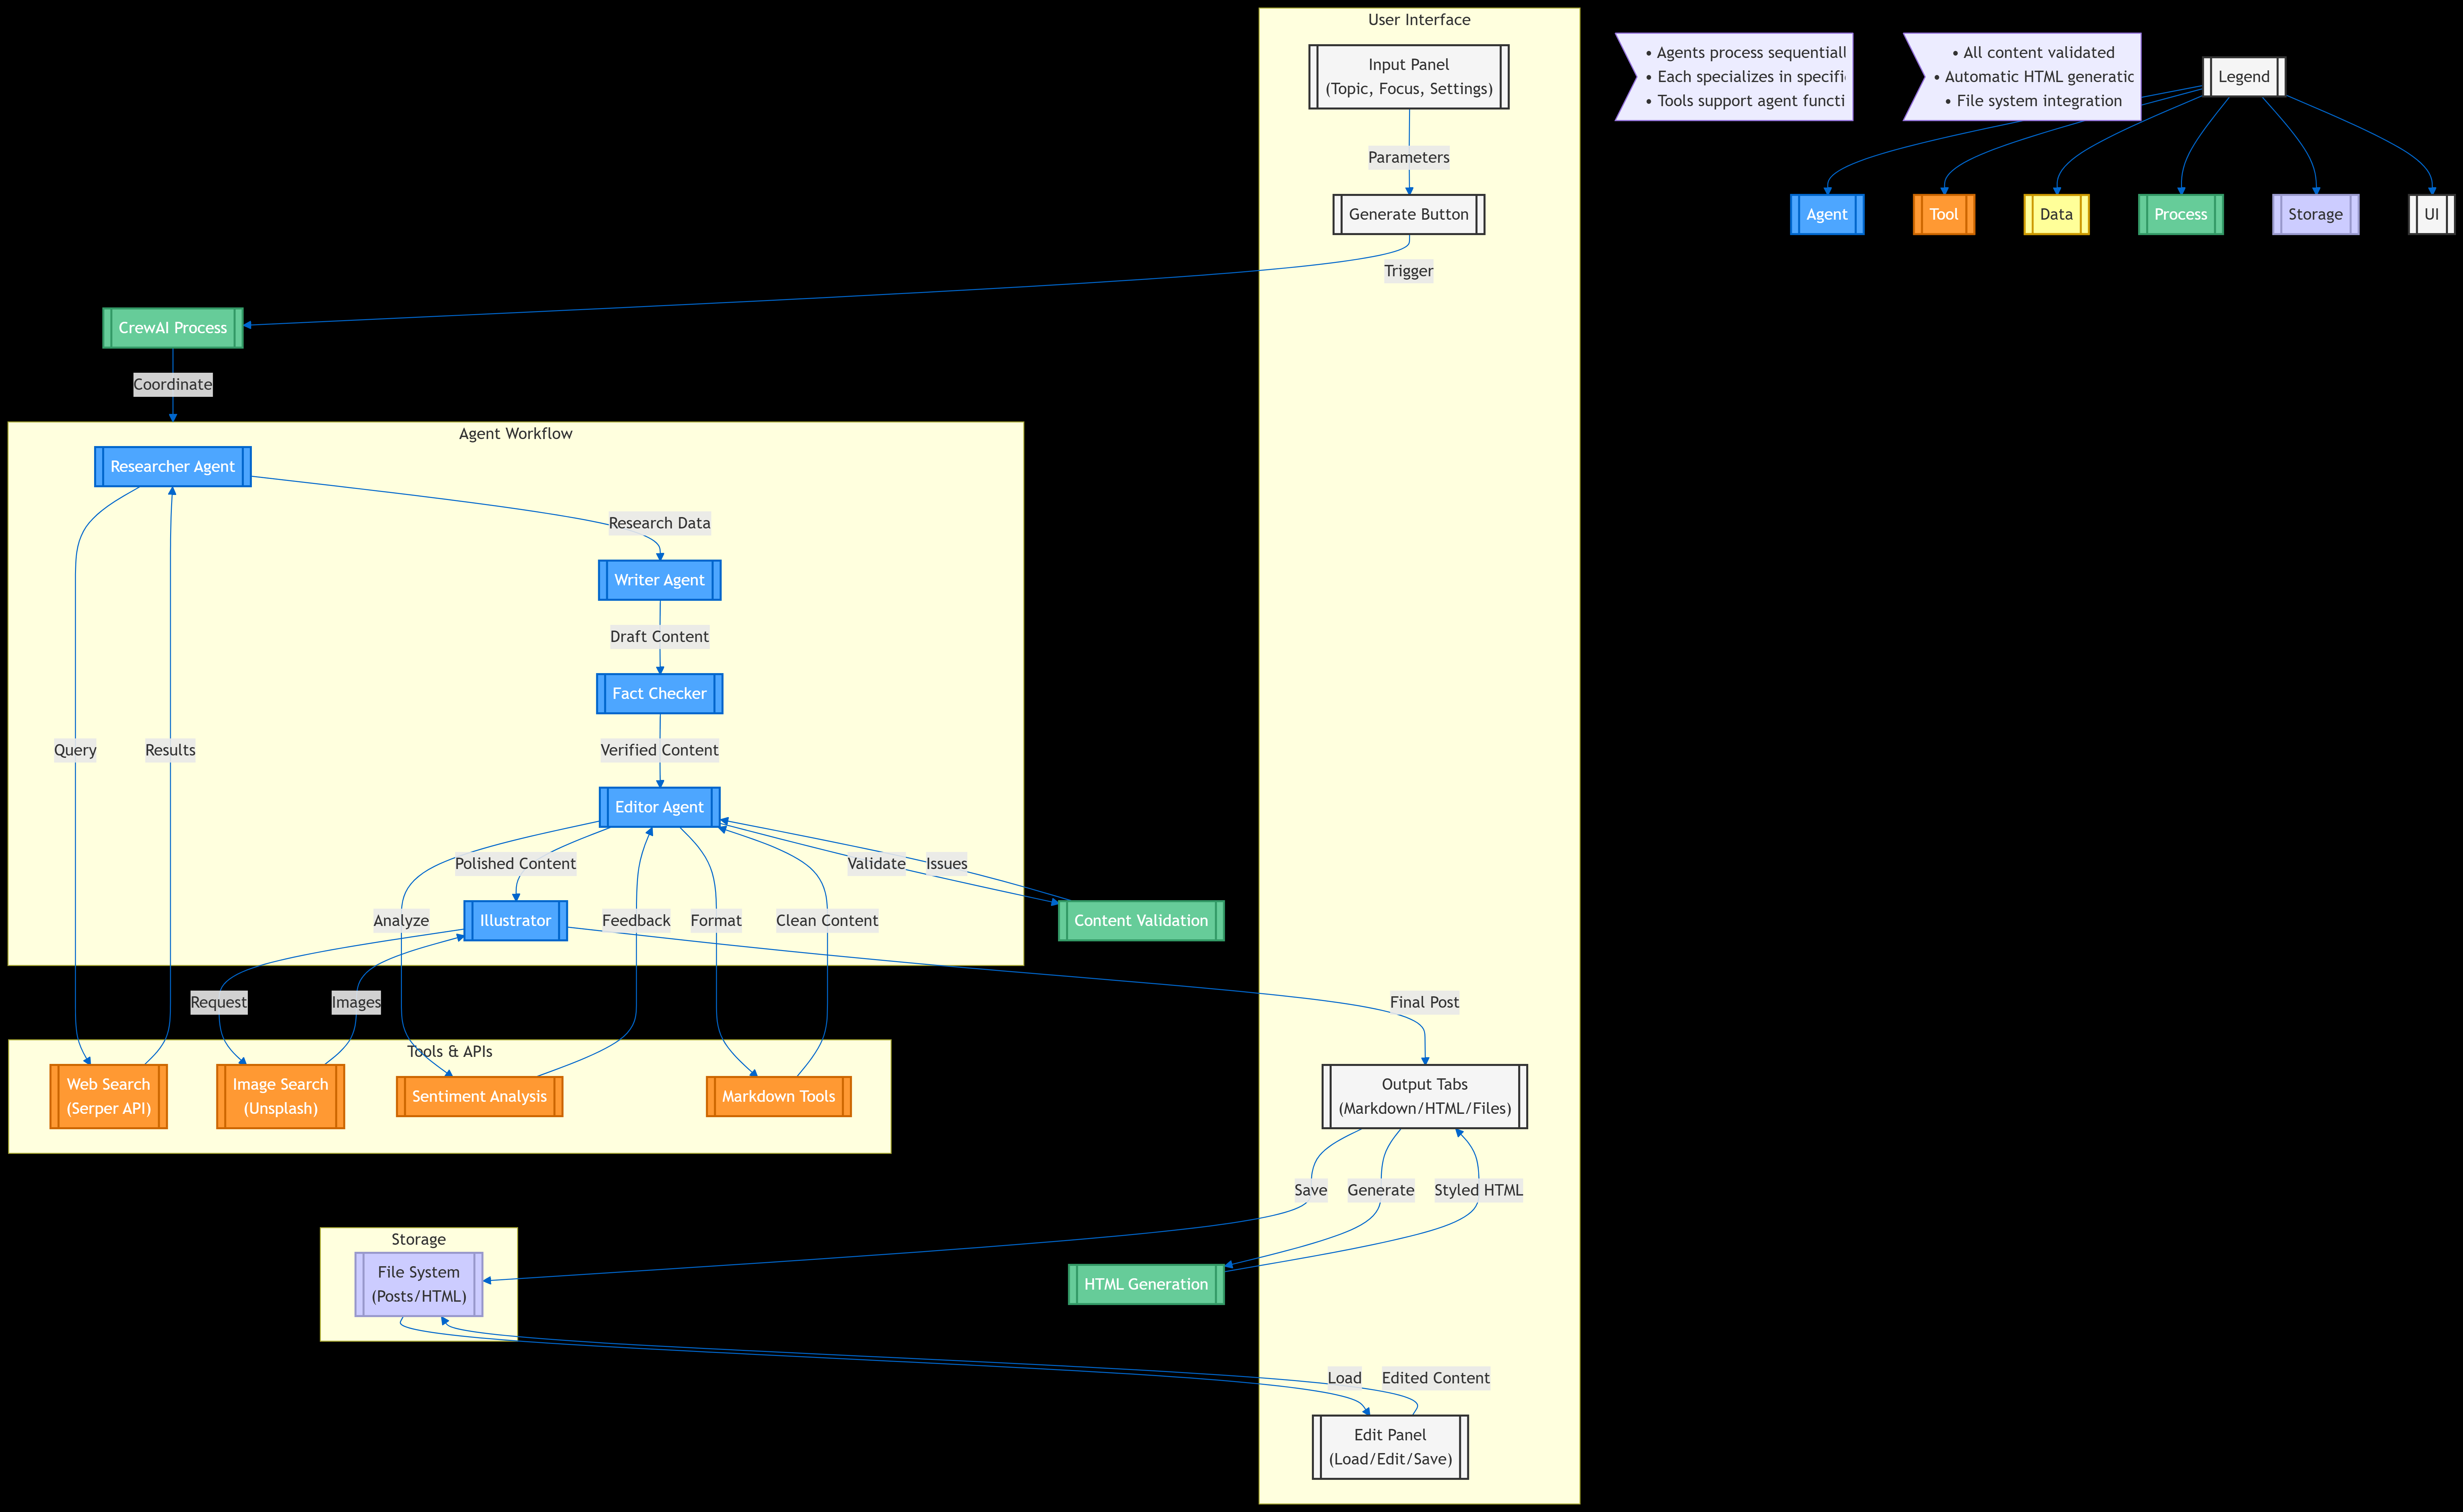 User Interface
Input Panel
(Topic, Focus, Settings)
Parameters
Generate Button
Trigger
• Agents process sequentiall
• Each specializes in specifi
• Tools support agent functi
• All content validated
• Automatic HTML generatic
• File system integration
Legend
Agent
Tool
Data
Process
Storage
UI
CrewAI Process
Coordinate
Agent Workflow
Researcher Agent
Research Data
Writer Agent
Draft Content
Fact Checker
Query
Results
Verified Content
Editor Agent
Polished Content
Validate
Issues
Analyze
Illustrator
Feedback
Format
Clean Content
Content Validation
Request
Images
Final Post
Tools & APIs
Web Search
(Serper API)
Image Search
(Unsplash)
Sentiment Analysis
Markdown Tools
Output Tabs
(Markdown/HTML/Files)
Save
Generate
Styled HTML
Storage
File System
(Posts/HTML)
HTML Generation
Load
Edited Content
Edit Panel
(Load/Edit/Save)